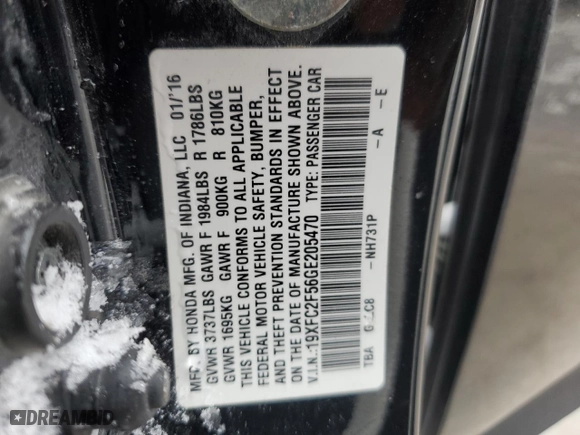 MFG. BY HONDA MFG. OF INDIANA, LLC 01/'16
GVWR 3737LBS GAWR F 1984LBS R 1786LBS
GVWR 1695KG GAWR F 900KG R 810KG
THIS VEHICLE CONFORMS TO ALL APPLICABLE
FEDERAL MOTOR VEHICLE SAFETY, BUMPER,
AND THEFT PREVENTION STANDARDS IN EFFECT
ON THE DATE OF MANUFACTURE SHOWN ABOVE.
V.I.N.:19XFC2F56GE205470 TYPE: PASSENGER CAR
TBA -NH731P -A -E
DREAMBID